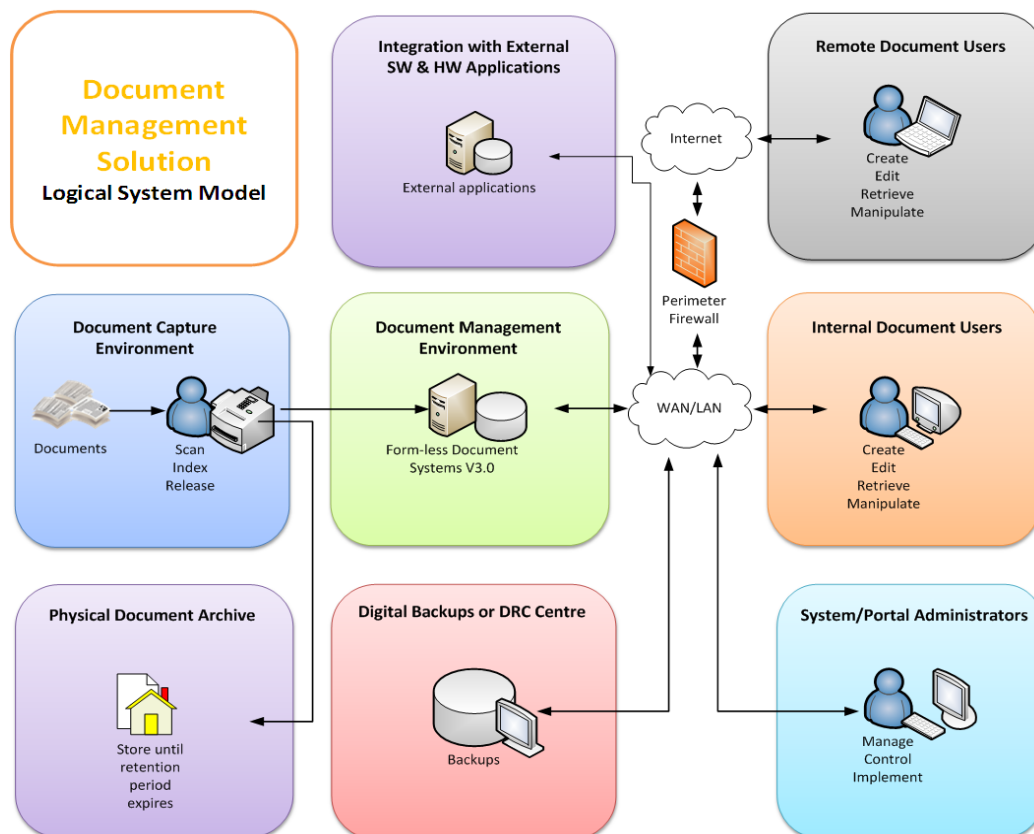 Document
Management
Solution
Logical System Model
Integration with External
SW & HW Applications
External applications
Internet
Remote Document Users
Create
Edit
Retrieve
Manipulate
Perimeter
Firewall
Document Capture
Environment
Documents
Scan
Index
Release
Document Management
Environment
Form-less Document
Systems V3.0
WAN/LAN
Internal Document Users
Create
Edit
Retrieve
Manipulate
Physical Document Archive
Store until
retention
period
expires
Digital Backups or DRC Centre
Backups
System/Portal Administrators
Manage
Control
Implement